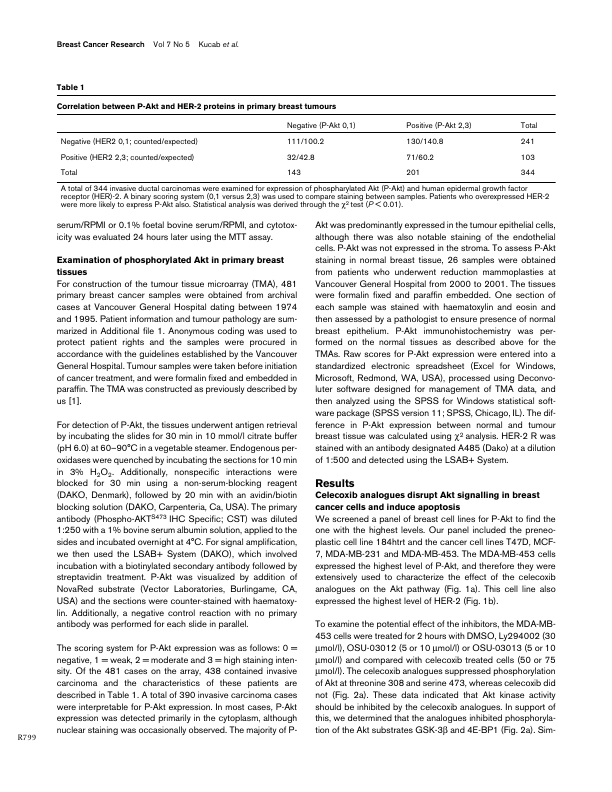 Breast Cancer Research Vol 7 No 5 Kucab et al.
Table 1
Correlation between P-Akt and HER-2 proteins in primary breast tumours
Negative (P-Akt 0,1) Positive (P-Akt 2,3) Total
Negative (HER2 0,1; counted/expected) 111/100.2 130/140.8 241
Positive (HER2 2,3; counted/expected) 32/42.8 71/60.2 103
Total 143 201 344
A total of 344 invasive ductal carcinomas were examined for expression of phospharylated Akt (P-Akt) and human epidermal growth factor
receptor (HER)-2. A binary scoring system (0,1 versus 2,3) was used to compare staining between samples. Patients who overexpressed HER-2
were more likely to express P-Akt also. Statistical analysis was derived through the χ² test (P < 0.01).
serum/RPMI or 0.1% foetal bovine serum/RPMI, and cytotox-
icity was evaluated 24 hours later using the MTT assay.
Examination of phosphorylated Akt in primary breast
tissues
For construction of the tumour tissue microarray (TMA), 481
primary breast cancer samples were obtained from archival
cases at Vancouver General Hospital dating between 1974
and 1995. Patient information and tumour pathology are sum-
marized in Additional file 1. Anonymous coding was used to
protect patient rights and the samples were procured in
accordance with the guidelines established by the Vancouver
General Hospital. Tumour samples were taken before initiation
of cancer treatment, and were formalin fixed and embedded in
paraffin. The TMA was constructed as previously described by
us [1].
For detection of P-Akt, the tissues underwent antigen retrieval
by incubating the slides for 30 min in 10 mmol/l citrate buffer
(pH 6.0) at 60–90°C in a vegetable steamer. Endogenous per-
oxidases were quenched by incubating the sections for 10 min
in 3% H₂O₂. Additionally, nonspecific interactions were
blocked for 30 min using a non-serum-blocking reagent
(DAKO, Denmark), followed by 20 min with an avidin/biotin
blocking solution (DAKO, Carpenteria, Ca, USA). The primary
antibody (Phospho-AKTS473 IHC Specific; CST) was diluted
1:250 with a 1% bovine serum albumin solution, applied to the
sides and incubated overnight at 4°C. For signal amplification,
we then used the LSAB+ System (DAKO), which involved
incubation with a biotinylated secondary antibody followed by
streptavidin treatment. P-Akt was visualized by addition of
NovaRed substrate (Vector Laboratories, Burlingame, CA,
USA) and the sections were counter-stained with haematoxy-
lin. Additionally, a negative control reaction with no primary
antibody was performed for each slide in parallel.
The scoring system for P-Akt expression was as follows: 0 =
negative, 1 = weak, 2 = moderate and 3 = high staining inten-
sity. Of the 481 cases on the array, 438 contained invasive
carcinoma and the characteristics of these patients are
described in Table 1. A total of 390 invasive carcinoma cases
were interpretable for P-Akt expression. In most cases, P-Akt
expression was detected primarily in the cytoplasm, although
nuclear staining was occasionally observed. The majority of P-
Akt was predominantly expressed in the tumour epithelial cells,
although there was also notable staining of the endothelial
cells. P-Akt was not expressed in the stroma. To assess P-Akt
staining in normal breast tissue, 26 samples were obtained
from patients who underwent reduction mammoplasties at
Vancouver General Hospital from 2000 to 2001. The tissues
were formalin fixed and paraffin embedded. One section of
each sample was stained with haematoxylin and eosin and
then assessed by a pathologist to ensure presence of normal
breast epithelium. P-Akt immunohistochemistry was per-
formed on the normal tissues as described above for the
TMAs. Raw scores for P-Akt expression were entered into a
standardized electronic spreadsheet (Excel for Windows,
Microsoft, Redmond, WA, USA), processed using Deconvo-
luter software designed for management of TMA data, and
then analyzed using the SPSS for Windows statistical soft-
ware package (SPSS version 11; SPSS, Chicago, IL). The dif-
ference in P-Akt expression between normal and tumour
breast tissue was calculated using χ² analysis. HER-2 R was
stained with an antibody designated A485 (Dako) at a dilution
of 1:500 and detected using the LSAB+ System.
Results
Celecoxib analogues disrupt Akt signalling in breast
cancer cells and induce apoptosis
We screened a panel of breast cell lines for P-Akt to find the
one with the highest levels. Our panel included the preneo-
plastic cell line 184htrt and the cancer cell lines T47D, MCF-
7, MDA-MB-231 and MDA-MB-453. The MDA-MB-453 cells
expressed the highest level of P-Akt, and therefore they were
extensively used to characterize the effect of the celecoxib
analogues on the Akt pathway (Fig. 1a). This cell line also
expressed the highest level of HER-2 (Fig. 1b).
To examine the potential effect of the inhibitors, the MDA-MB-
453 cells were treated for 2 hours with DMSO, Ly294002 (30
μmol/l), OSU-03012 (5 or 10 μmol/l) or OSU-03013 (5 or 10
μmol/l) and compared with celecoxib treated cells (50 or 75
μmol/l). The celecoxib analogues suppressed phosphorylation
of Akt at threonine 308 and serine 473, whereas celecoxib did
not (Fig. 2a). These data indicated that Akt kinase activity
should be inhibited by the celecoxib analogues. In support of
this, we determined that the analogues inhibited phosphoryla-
tion of the Akt substrates GSK-3β and 4E-BP1 (Fig. 2a). Sim-
R799